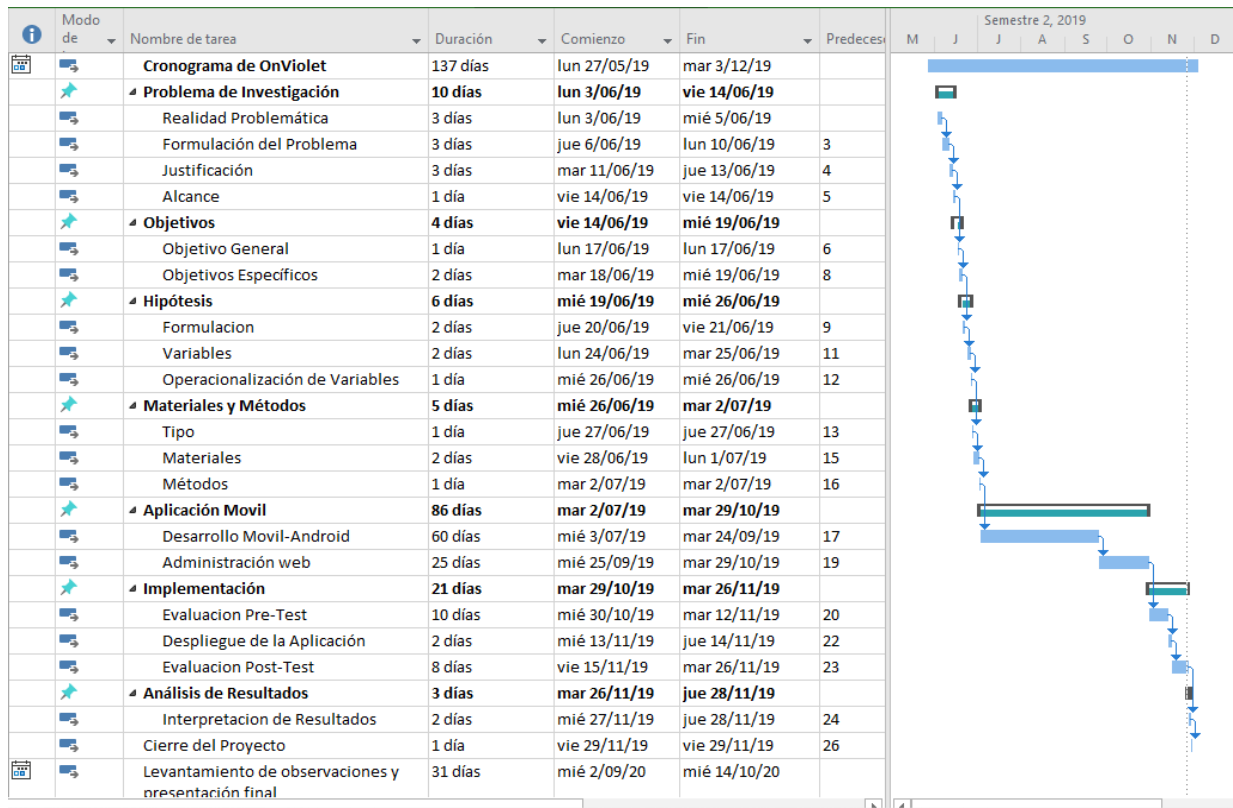 Semestre 2, 2019
Modo de Nombre de tarea Duración Comienzo Fin Predeces M J J A S O N D
Cronograma de OnViolet 137 días lun 27/05/19 mar 3/12/19
Problema de Investigación 10 días lun 3/06/19 vie 14/06/19
Realidad Problemática 3 días lun 3/06/19 mié 5/06/19
Formulación del Problema 3 días jue 6/06/19 lun 10/06/19 3
Justificación 3 días mar 11/06/19 jue 13/06/19 4
Alcance 1 día vie 14/06/19 vie 14/06/19 5
Objetivos 4 días vie 14/06/19 mié 19/06/19
Objetivo General 1 día lun 17/06/19 lun 17/06/19 6
Objetivos Específicos 2 días mar 18/06/19 mié 19/06/19 8
Hipótesis 6 días mié 19/06/19 mié 26/06/19
Formulacion 2 días jue 20/06/19 vie 21/06/19 9
Variables 2 días lun 24/06/19 mar 25/06/19 11
Operacionalización de Variables 1 día mié 26/06/19 mié 26/06/19 12
Materiales y Métodos 5 días mié 26/06/19 mar 2/07/19
Tipo 1 día jue 27/06/19 jue 27/06/19 13
Materiales 2 días vie 28/06/19 lun 1/07/19 15
Métodos 1 día mar 2/07/19 mar 2/07/19 16
Aplicación Movil 86 días mar 2/07/19 mar 29/10/19
Desarrollo Movil-Android 60 días mié 3/07/19 mar 24/09/19 17
Administración web 25 días mié 25/09/19 mar 29/10/19 19
Implementación 21 días mar 29/10/19 mar 26/11/19
Evaluacion Pre-Test 10 días mié 30/10/19 mar 12/11/19 20
Despliegue de la Aplicación 2 días mié 13/11/19 jue 14/11/19 22
Evaluacion Post-Test 8 días vie 15/11/19 mar 26/11/19 23
Análisis de Resultados 3 días mar 26/11/19 jue 28/11/19
Interpretacion de Resultados 2 días mié 27/11/19 jue 28/11/19 24
Cierre del Proyecto 1 día vie 29/11/19 vie 29/11/19 26
Levantamiento de observaciones y 31 días mié 2/09/20 mié 14/10/20
presentación final